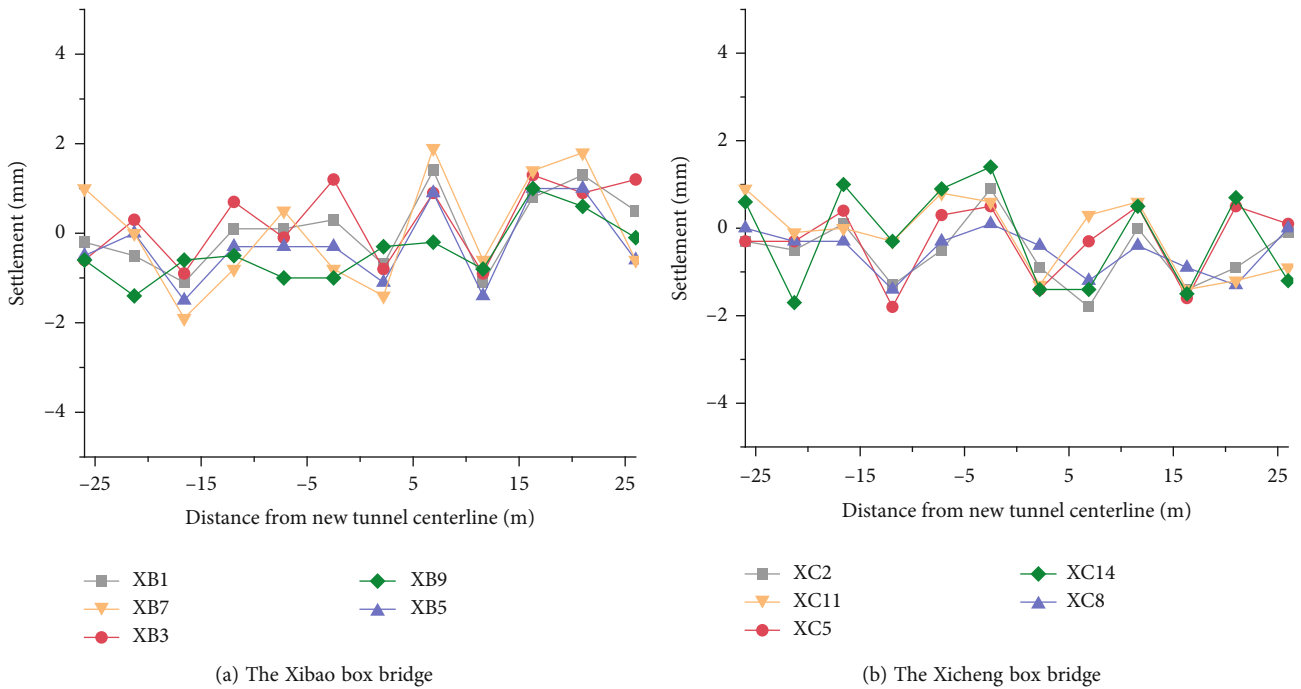 4
2
0
−2
−4
Settlement (mm)
−25
−15
−5
5
15
25
Distance from new tunnel centerline (m)
XB1
XB7
XB3
XB9
XB5
(a) The Xibao box bridge
4
2
0
−2
−4
Settlement (mm)
−25
−15
−5
5
15
25
Distance from new tunnel centerline (m)
XC2
XC11
XC5
XC14
XC8
(b) The Xicheng box bridge